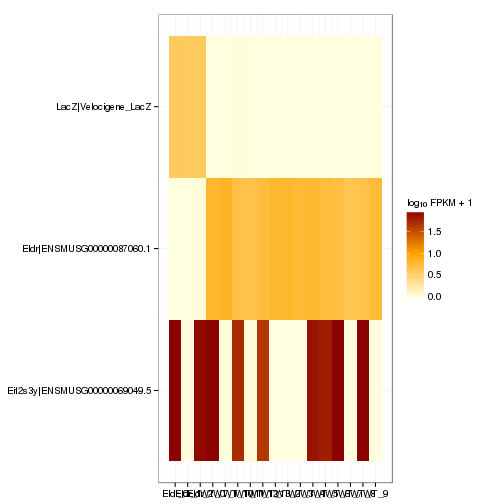 LacZ|Velocigene_LacZ
Eldr|ENSMUSG00000087060.1
Eif2s3y|ENSMUSG00000069049.5
log₁₀ FPKM + 1
1.5
1.0
0.5
0.0